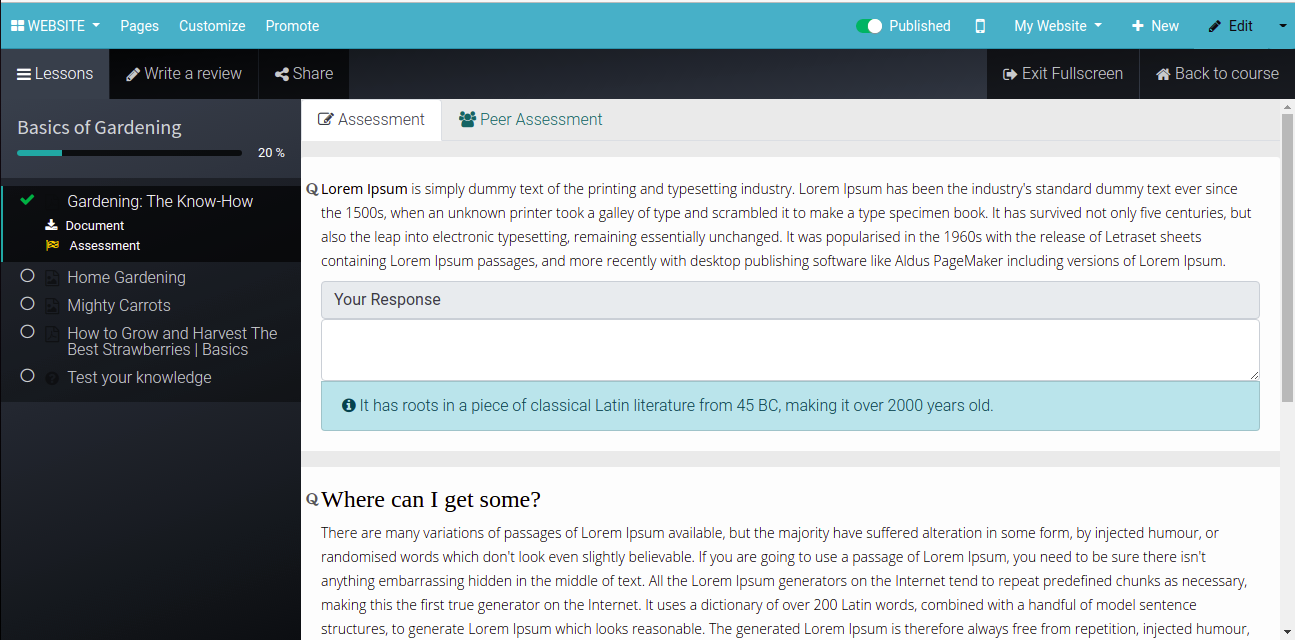 WEBSITE Pages Customize Promote Published My Website New Edit
Lessons Write a review Share Exit Fullscreen Back to course
Basics of Gardening
20 %
Gardening: The Know-How
Document
Assessment
Home Gardening
Mighty Carrots
How to Grow and Harvest The
Best Strawberries | Basics
Test your knowledge
Assessment Peer Assessment
Q Lorem Ipsum is simply dummy text of the printing and typesetting industry. Lorem Ipsum has been the industry's standard dummy text ever since
the 1500s, when an unknown printer took a galley of type and scrambled it to make a type specimen book. It has survived not only five centuries, but
also the leap into electronic typesetting, remaining essentially unchanged. It was popularised in the 1960s with the release of Letraset sheets
containing Lorem Ipsum passages, and more recently with desktop publishing software like Aldus PageMaker including versions of Lorem Ipsum.
Your Response
It has roots in a piece of classical Latin literature from 45 BC, making it over 2000 years old.
Q Where can I get some?
There are many variations of passages of Lorem Ipsum available, but the majority have suffered alteration in some form, by injected humour, or
randomised words which don't look even slightly believable. If you are going to use a passage of Lorem Ipsum, you need to be sure there isn't
anything embarrassing hidden in the middle of text. All the Lorem Ipsum generators on the Internet tend to repeat predefined chunks as necessary,
making this the first true generator on the Internet. It uses a dictionary of over 200 Latin words, combined with a handful of model sentence
structures, to generate Lorem Ipsum which looks reasonable. The generated Lorem Ipsum is therefore always free from repetition, injected humour,